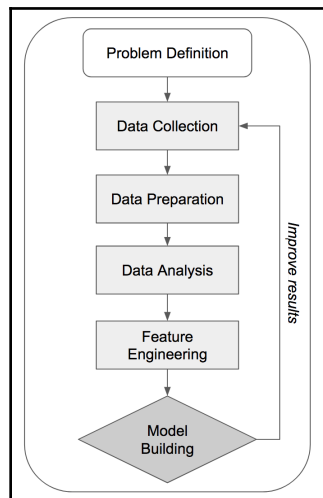 Problem Definition
Data Collection
Data Preparation
Data Analysis
Feature
Engineering
Model
Building
Improve results